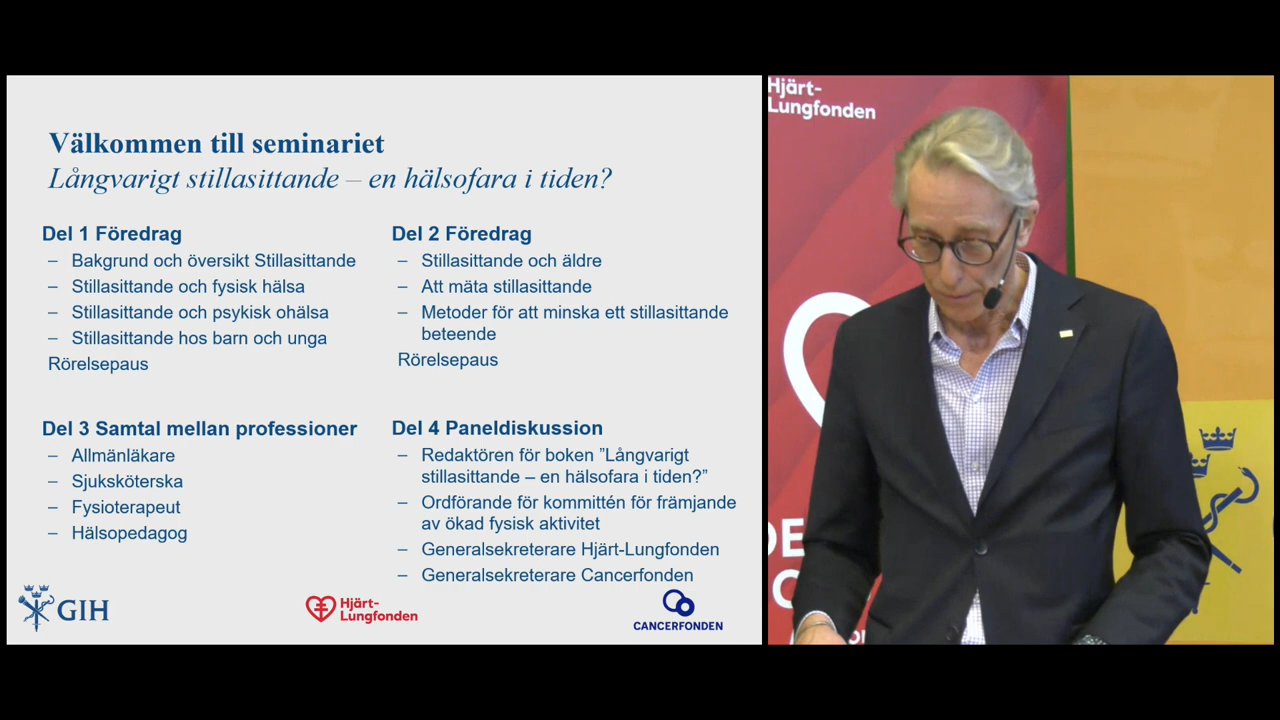 Välkommen till seminariet
Långvarigt stillasittande – en hälsofara i tiden?
Del 1 Föredrag
– Bakgrund och översikt Stillasittande
– Stillasittande och fysisk hälsa
– Stillasittande och psykisk ohälsa
– Stillasittande hos barn och unga
Rörelsepaus
Del 2 Föredrag
– Stillasittande och äldre
– Att mäta stillasittande
– Metoder för att minska ett stillasittande
beteende
Rörelsepaus
Del 3 Samtal mellan professioner
– Allmänläkare
– Sjuksköterska
– Fysioterapeut
– Hälsopedagog
Del 4 Paneldiskussion
– Redaktören för boken ”Långvarigt
stillasittande – en hälsofara i tiden?”
– Ordförande för kommittén för främjande
av ökad fysisk aktivitet
– Generalsekreterare Hjärt-Lungfonden
– Generalsekreterare Cancerfonden
GIH
Hjärt-
Lungfonden
CANCERFONDEN
Hjärt-
Lungfonden